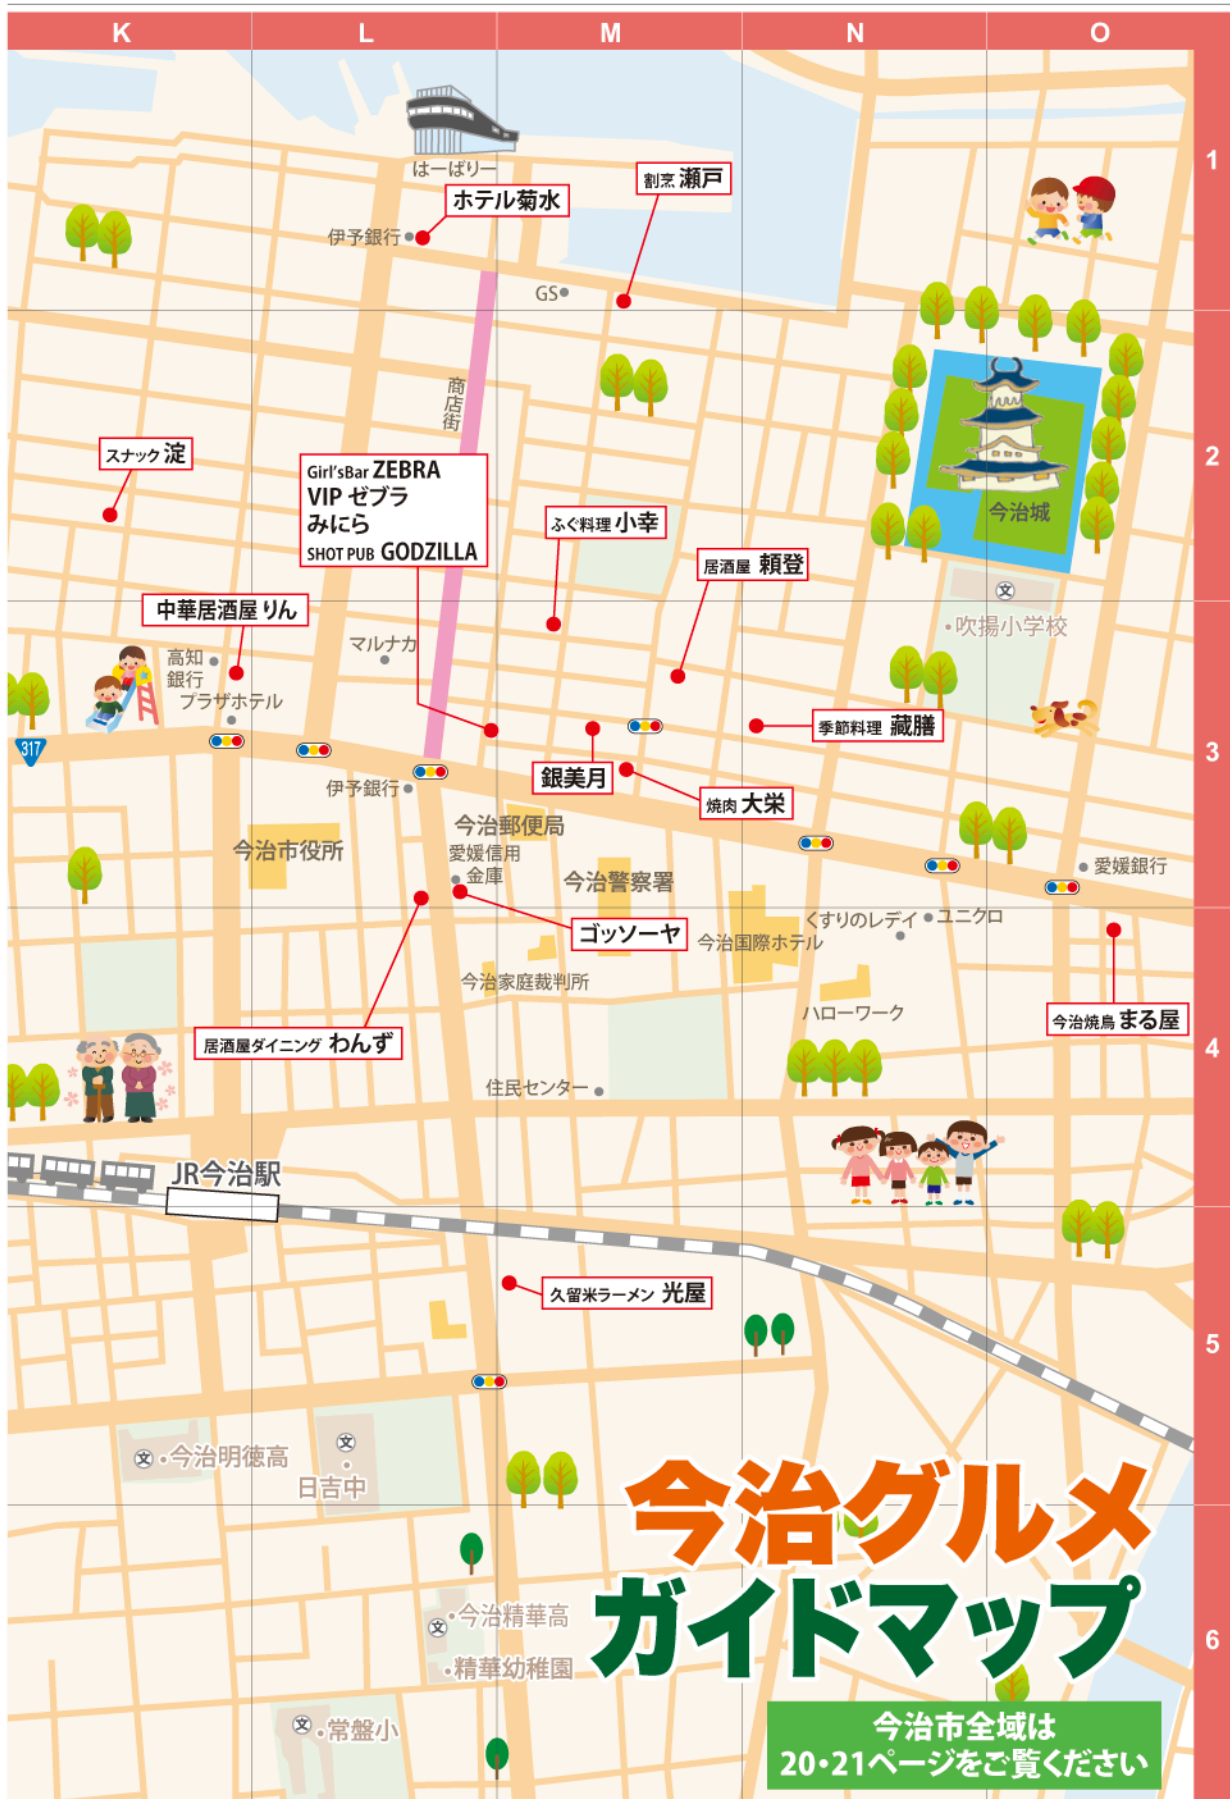 K L M N O
1
はーばりー
割烹 瀬戸
ホテル菊水
伊予銀行
GS
商店街
2
スナック 淀
Girl'sBar ZEBRA
VIP ゼブラ
みにら
SHOT PUB GODZILLA
ふぐ料理 小幸
今治城
居酒屋 頼登
文
吹揚小学校
中華居酒屋 りん
マルナカ
高知
銀行
プラザホテル
317
季節料理 藏膳
3
銀美月
伊予銀行
焼肉 大栄
今治郵便局
今治市役所
愛媛信用
金庫
今治警察署
愛媛銀行
くすりのレデイ
ユニクロ
ゴッソーヤ
今治国際ホテル
今治家庭裁判所
ハローワーク
今治焼鳥 まる屋
居酒屋ダイニング わんず
4
住民センター
JR今治駅
久留米ラーメン 光屋
5
文
今治明徳高
文
日吉中
今治グルメ
ガイドマップ
文
今治精華高
精華幼稚園
6
文
常盤小
今治市全域は
20・21ページをご覧ください